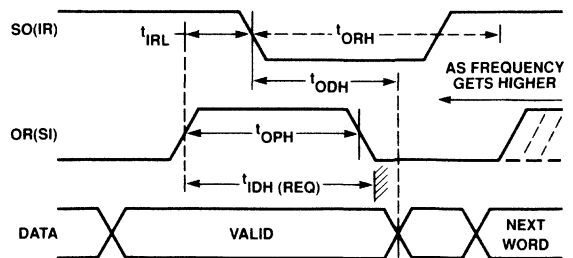 SO(IR)
tIRL
tORH
tODH
AS FREQUENCY
GETS HIGHER
OR(SI)
tOPH
tIDH (REQ)
DATA
VALID
NEXT
WORD